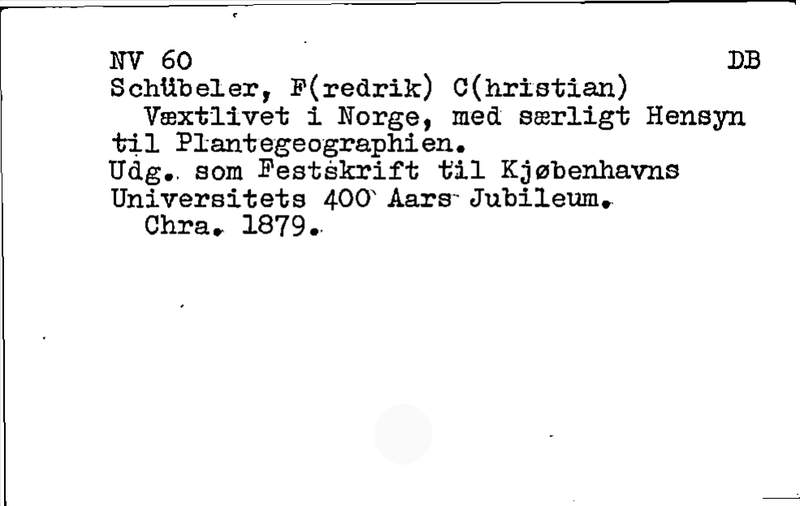 NV 60 DB
Schübeler, F(redrik) C(hristian)
Væxtlivet i Norge, med særligt Hensyn
til Plantegeographien.
Udg. som Festskrift til Kjøbenhavns
Universitets 400 Aars Jubileum.
Chra. 1879.